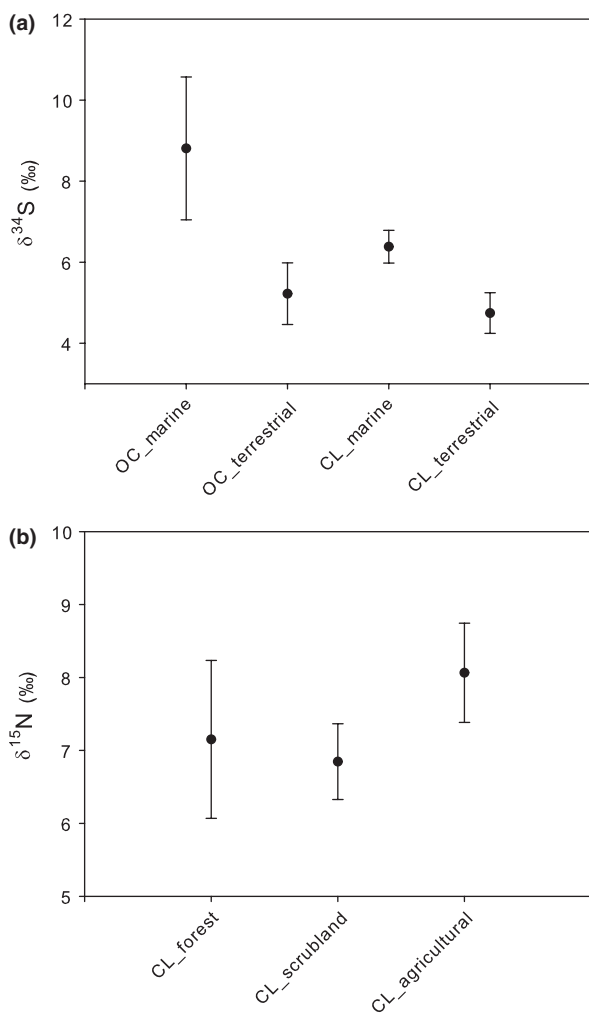 (a)
12
10
8
6
4
δ³⁴S (‰)
OC_marine
OC_terrestrial
CL_marine
CL_terrestrial
(b)
10
9
8
7
6
5
δ¹⁵N (‰)
CL_forest
CL_scrubland
CL_agricultural